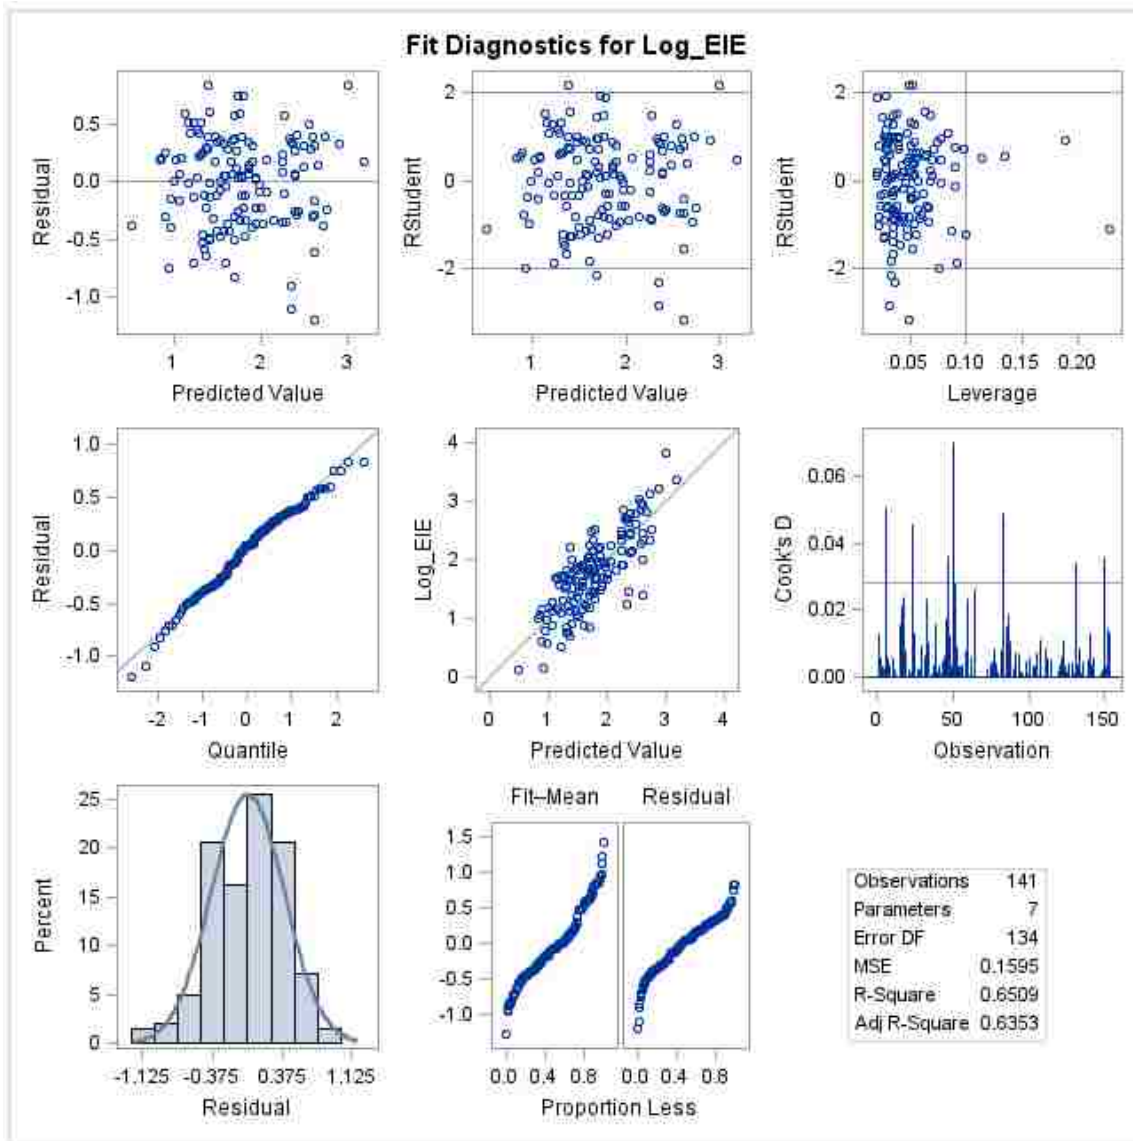 Fit Diagnostics for Log_EIE
Residual
0.5
0.0
-0.5
-1.0
1 2 3
Predicted Value
RStudent
2
0
-2
1 2 3
Predicted Value
RStudent
2
0
-2
0.05 0.10 0.15 0.20
Leverage
Residual
1.0
0.5
0.0
-0.5
-1.0
-2 -1 0 1 2
Quantile
Log_EIE
4
3
2
1
0
0 1 2 3 4
Predicted Value
Cook's D
0.06
0.04
0.02
0.00
0 50 100 150
Observation
Percent
25
20
15
10
5
0
-1.125 -0.375 0.375 1.125
Residual
Fit–Mean Residual
1.5
1.0
0.5
0.0
-0.5
-1.0
0.0 0.4 0.8 0.0 0.4 0.8
Proportion Less
Observations 141
Parameters 7
Error DF 134
MSE 0.1595
R-Square 0.6509
Adj R-Square 0.6353